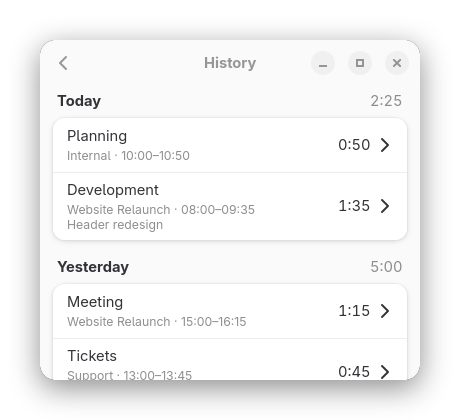 History
Today 2:25
Planning
Internal · 10:00–10:50
0:50
Development
Website Relaunch · 08:00–09:35
Header redesign
1:35
Yesterday 5:00
Meeting
Website Relaunch · 15:00–16:15
1:15
Tickets
Support · 13:00–13:45
0:45